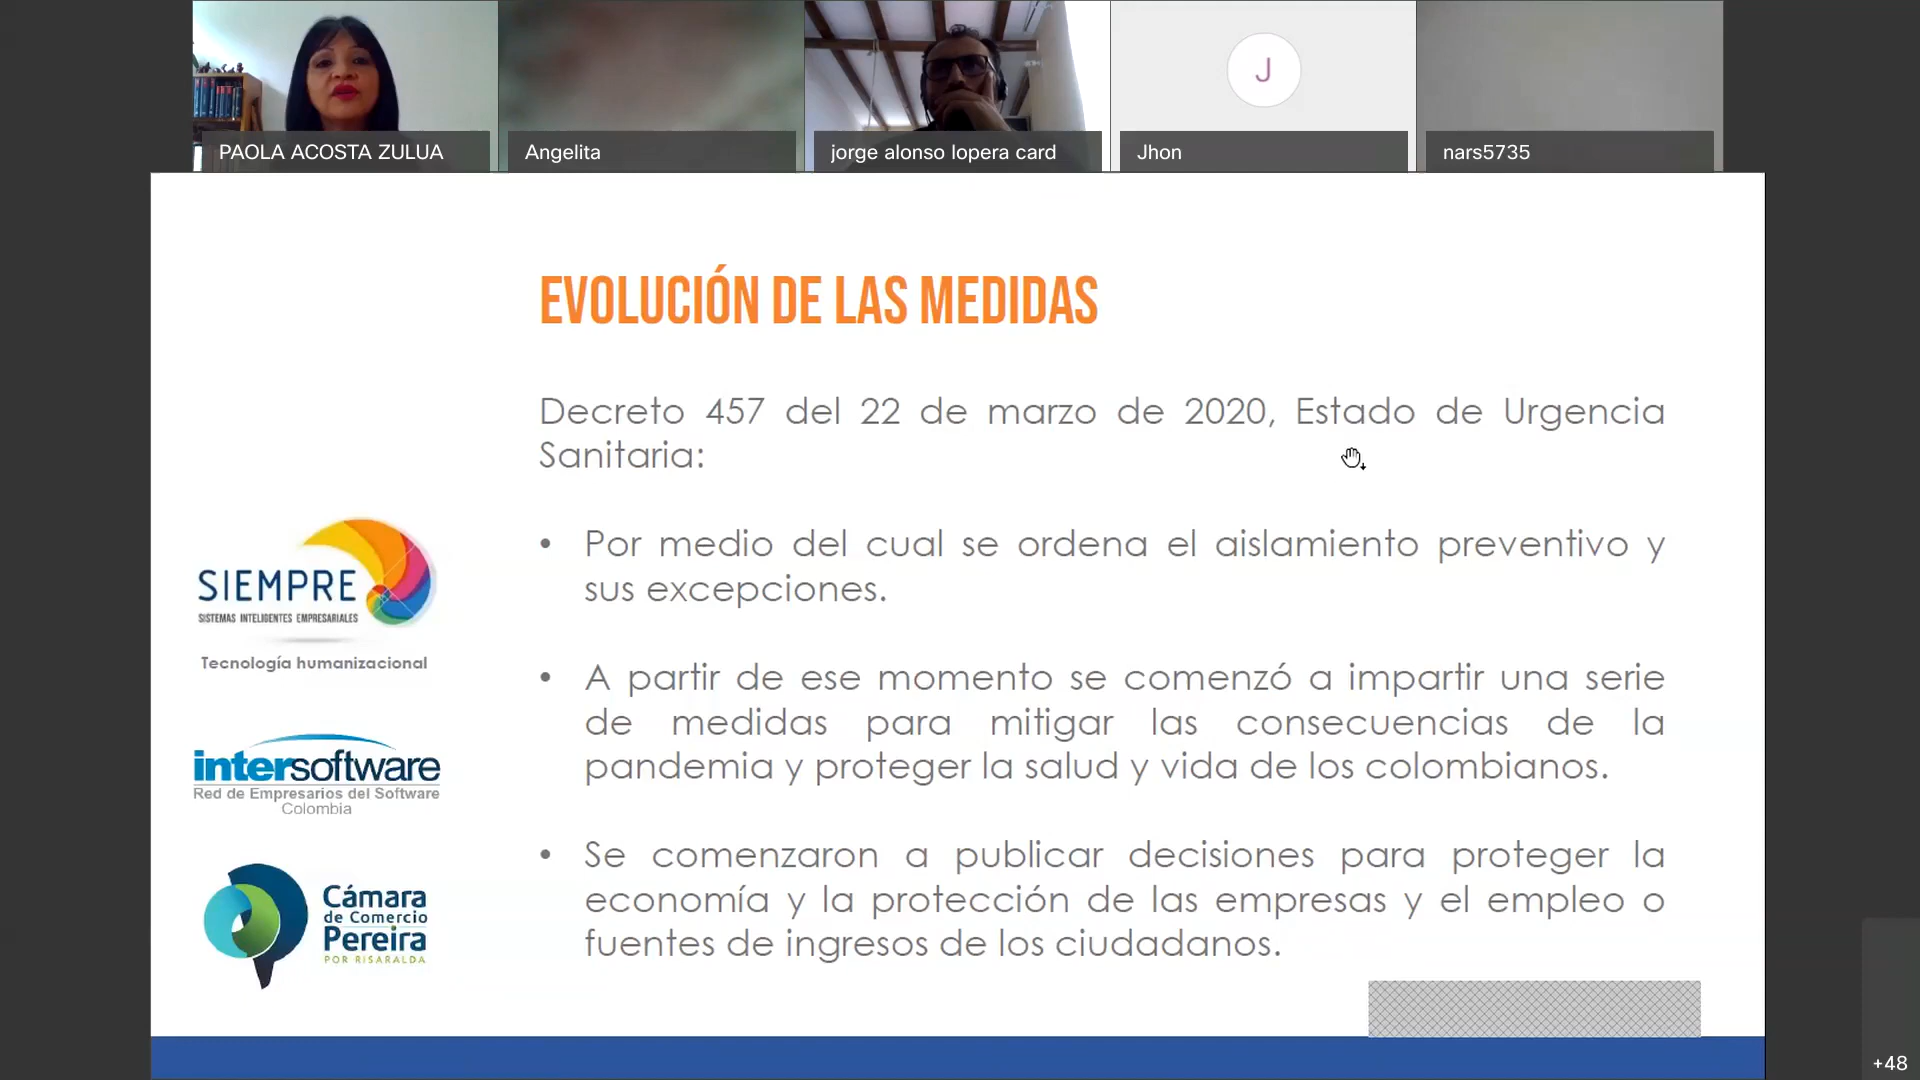 PAOLA ACOSTA ZULUA
Angelita
jorge alonso lopera card
J
Jhon
nars5735
EVOLUCIÓN DE LAS MEDIDAS
Decreto 457 del 22 de marzo de 2020, Estado de Urgencia
Sanitaria:
• Por medio del cual se ordena el aislamiento preventivo y
sus excepciones.
• A partir de ese momento se comenzó a impartir una serie
de medidas para mitigar las consecuencias de la
pandemia y proteger la salud y vida de los colombianos.
• Se comenzaron a publicar decisiones para proteger la
economía y la protección de las empresas y el empleo o
fuentes de ingresos de los ciudadanos.
SIEMPRE
SISTEMAS INTELIGENTES EMPRESARIALES
Tecnología humanizacional
intersoftware
Red de Empresarios del Software
Colombia
Cámara
de Comercio
Pereira
POR RISARALDA
+48